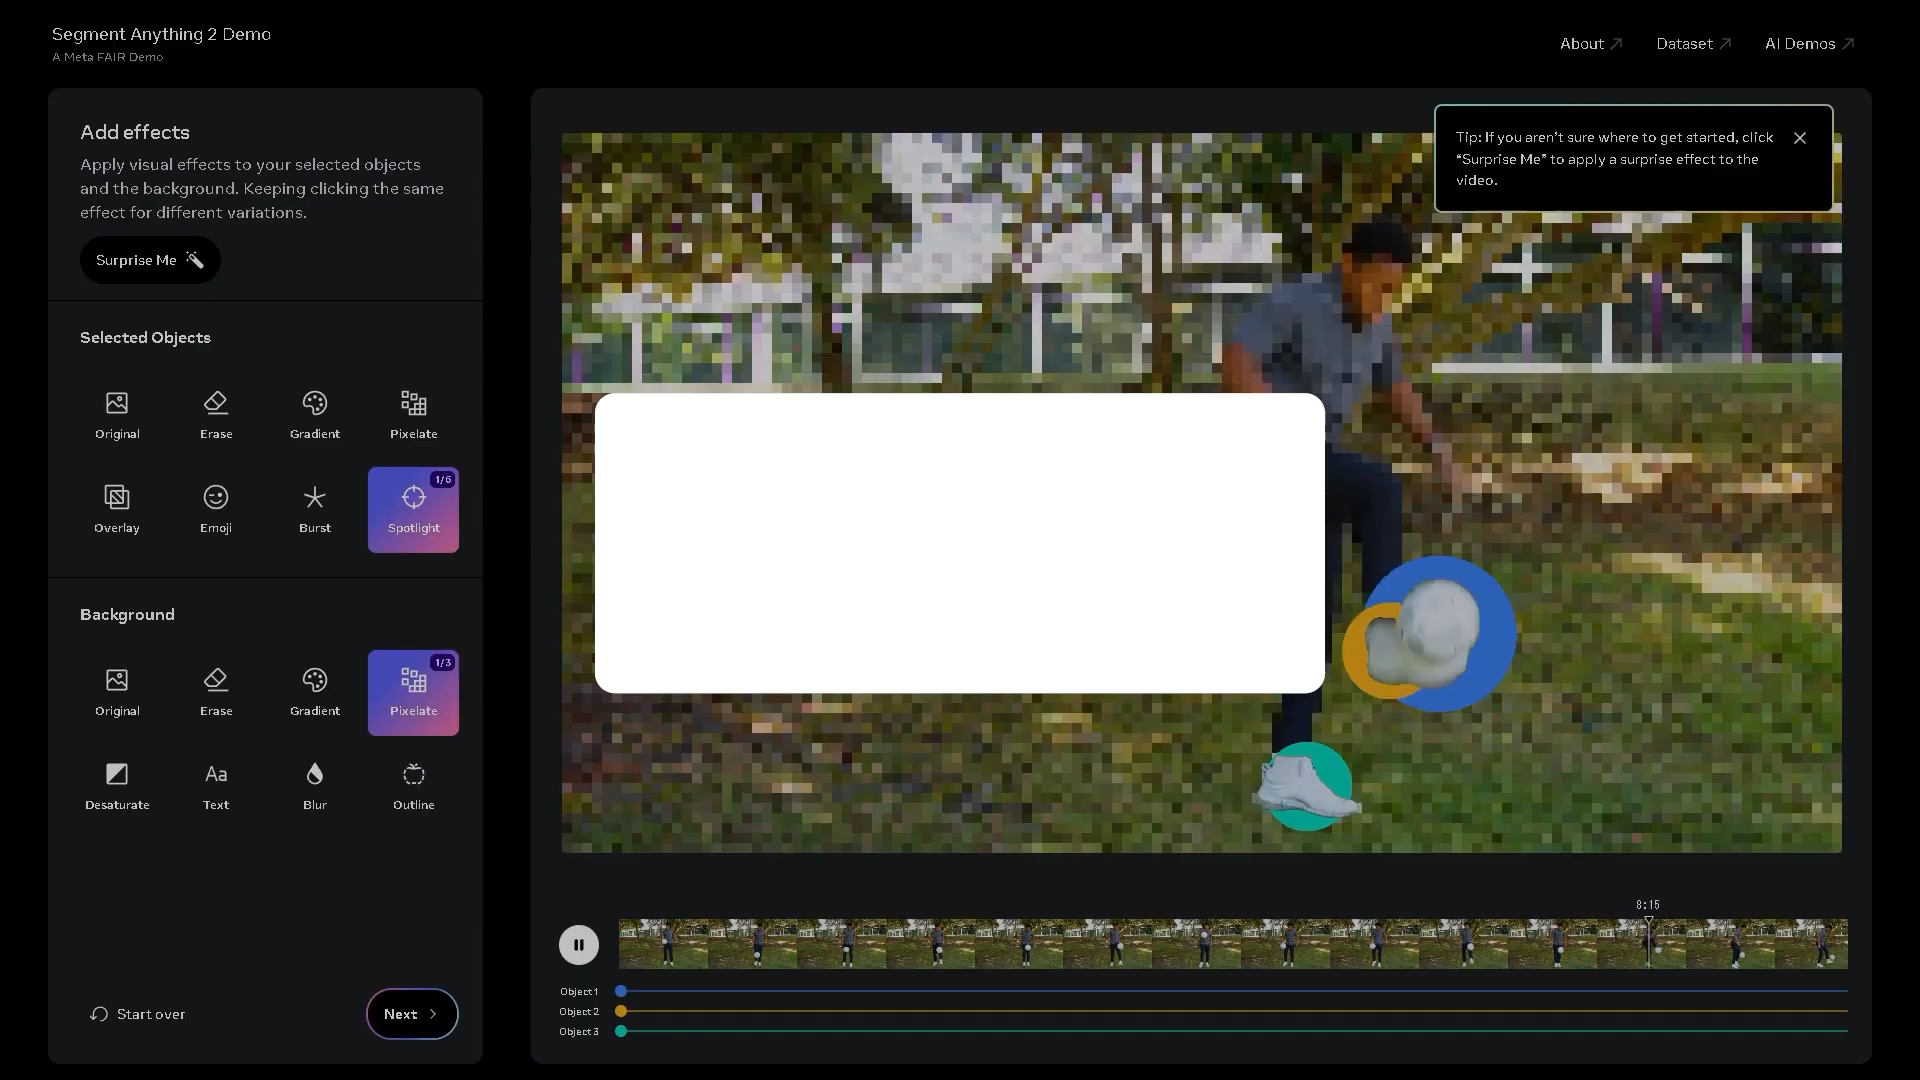 Segment Anything 2 Demo
A Meta FAIR Demo
About
Dataset
AI Demos
Add effects
Apply visual effects to your selected objects
and the background. Keeping clicking the same
effect for different variations.
Surprise Me
Tip: If you aren't sure where to get started, click
“Surprise Me” to apply a surprise effect to the
video.
Selected Objects
Original
Erase
Gradient
Pixelate
1/6
Overlay
Emoji
Burst
Spotlight
Background
1/3
Original
Erase
Gradient
Pixelate
Aa
Desaturate
Text
Blur
Outline
8:15
Object 1
Object 2
Object 3
Start over
Next